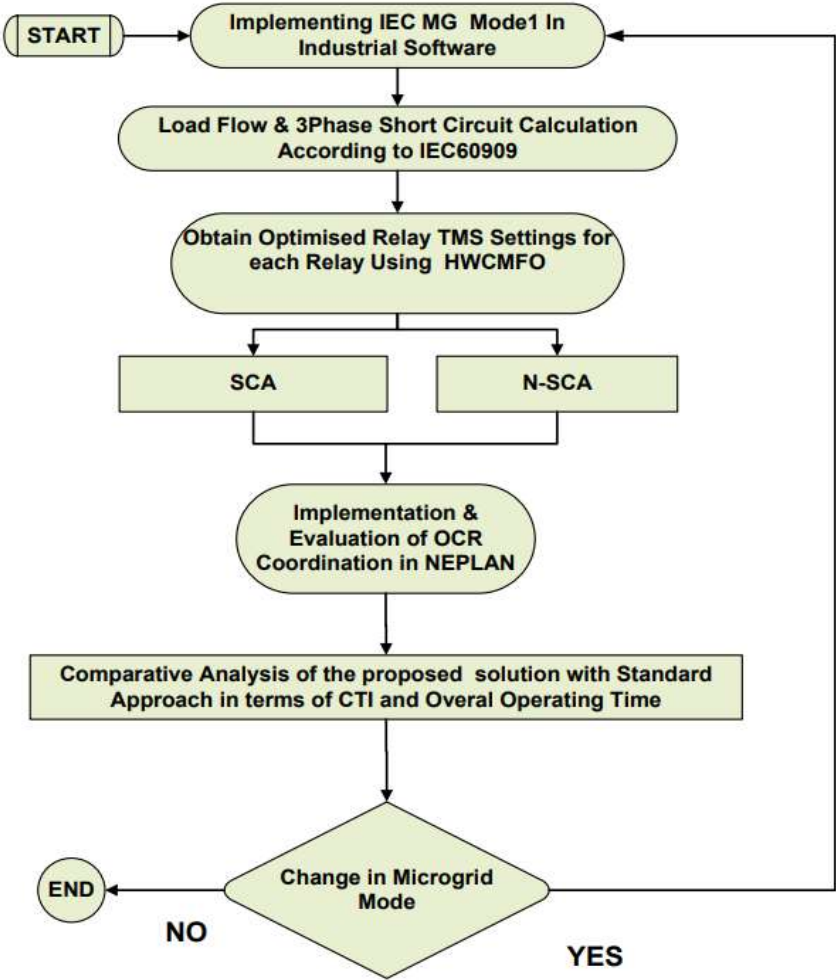 START
Implementing IEC MG Mode1 In
Industrial Software
Load Flow & 3Phase Short Circuit Calculation
According to IEC60909
Obtain Optimised Relay TMS Settings for
each Relay Using HWCMFO
SCA
N-SCA
Implementation &
Evaluation of OCR
Coordination in NEPLAN
Comparative Analysis of the proposed solution with Standard
Approach in terms of CTI and Overal Operating Time
Change in Microgrid
Mode
END
NO
YES